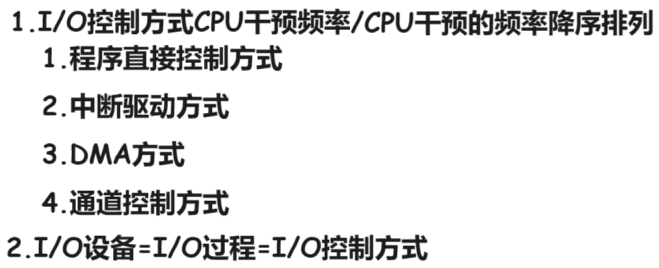 1.I/O控制方式CPU干预频率/CPU干预的频率降序排列
1.程序直接控制方式
2.中断驱动方式
3.DMA方式
4.通道控制方式
2.I/O设备=I/O过程=I/O控制方式